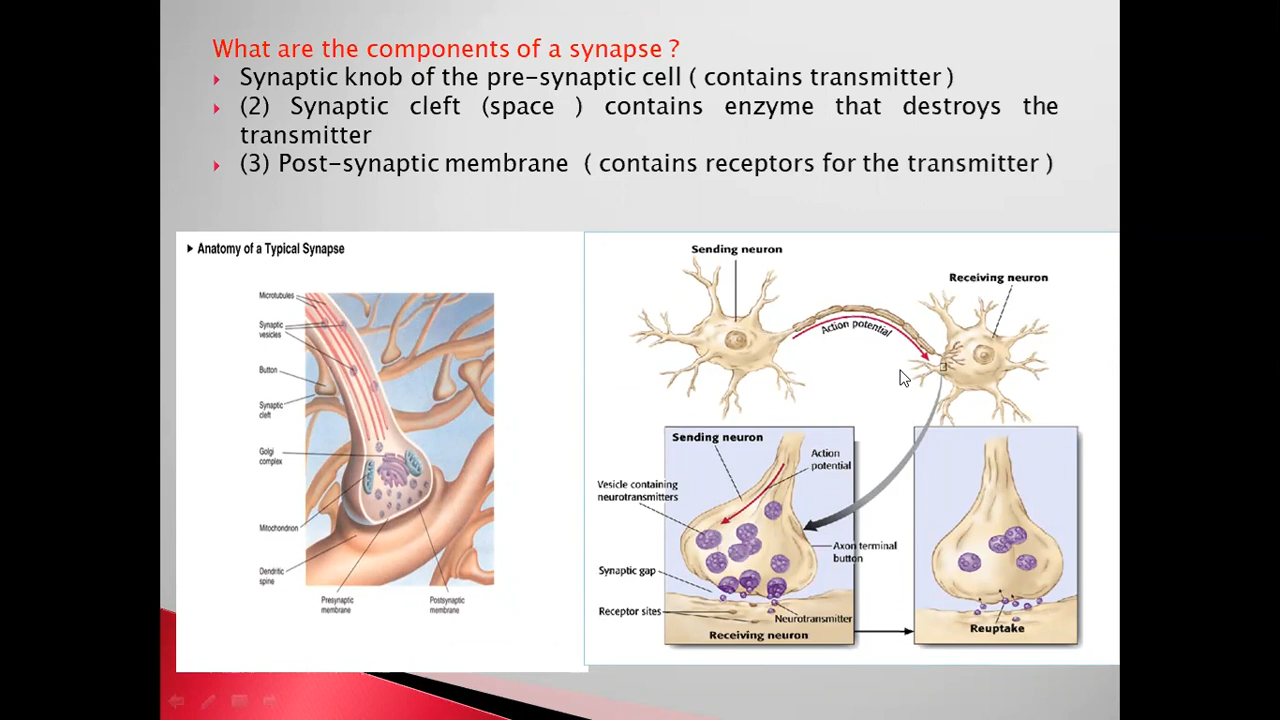 What are the components of a synapse ?
Synaptic knob of the pre-synaptic cell ( contains transmitter )
(2) Synaptic cleft (space ) contains enzyme that destroys the
transmitter
(3) Post-synaptic membrane ( contains receptors for the transmitter )
Anatomy of a Typical Synapse
Microtubules
Synaptic
vesicles
Button
Synaptic
cleft
Golgi
complex
Mitochondrion
Dendritic
spine
Presynaptic
membrane
Postsynaptic
membrane
Sending neuron
Receiving neuron
Action potential
Sending neuron
Action
potential
Vesicle containing
neurotransmitters
Axon terminal
button
Synaptic gap
Receptor sites
Neurotransmitter
Receiving neuron
Reuptake